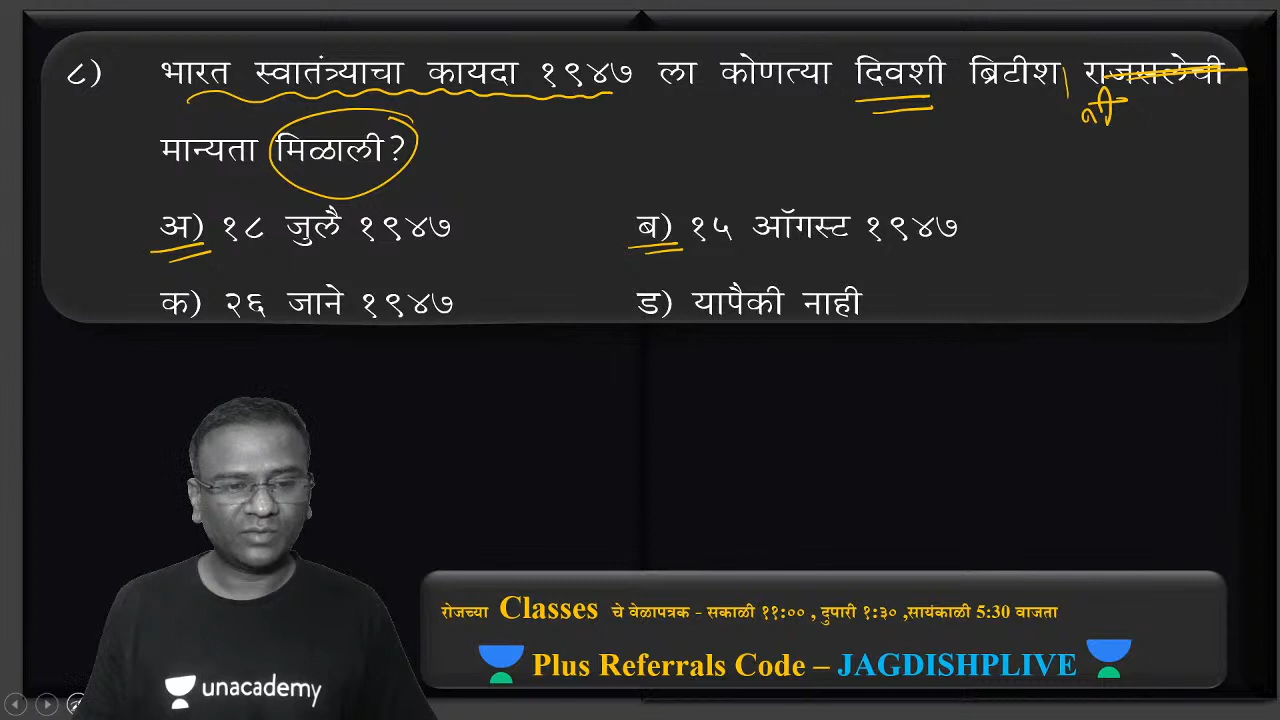 ८) भारत स्वातंत्र्याचा कायदा १९४७ ला कोणत्या दिवशी ब्रिटीश राजसत्तेची
मान्यता मिळाली?
अ) १८ जुलै १९४७ ब) १५ ऑगस्ट १९४७
क) २६ जाने १९४७ ड) यापैकी नाही
रोजच्या Classes चे वेळापत्रक - सकाळी ११:०० , दुपारी १:३० ,सायंकाळी 5:30 वाजता
Plus Referrals Code – JAGDISHPLIVE
unacademy